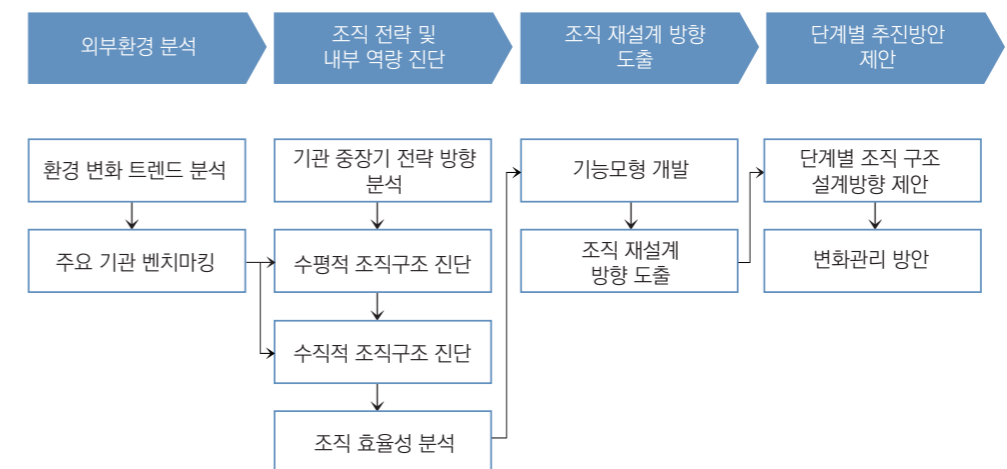 외부환경 분석
조직 전략 및
내부 역량 진단
조직 재설계 방향
도출
단계별 추진방안
제안
환경 변화 트렌드 분석
주요 기관 벤치마킹
기관 중장기 전략 방향
분석
수평적 조직구조 진단
수직적 조직구조 진단
조직 효율성 분석
기능모형 개발
조직 재설계
방향 도출
단계별 조직 구조
설계방향 제안
변화관리 방안